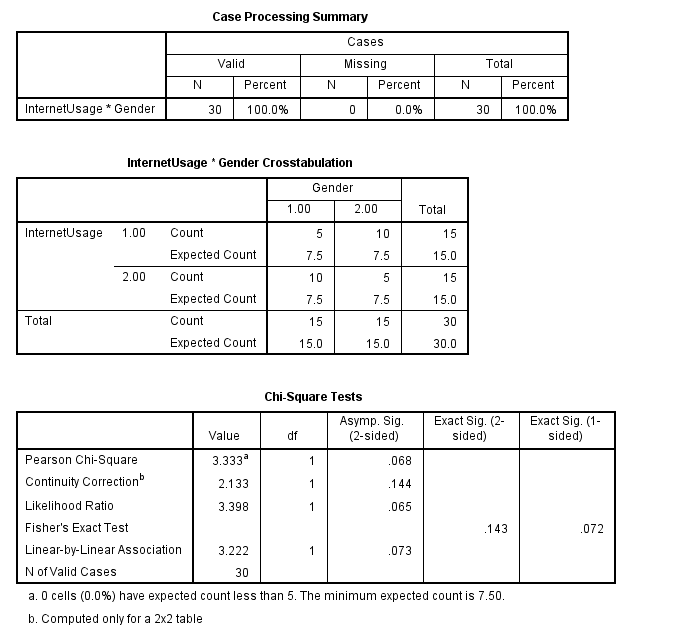 Case Processing Summary
Cases
Valid Missing Total
N Percent N Percent N Percent
InternetUsage * Gender 30 100.0% 0 0.0% 30 100.0%
InternetUsage * Gender Crosstabulation
Gender
1.00 2.00 Total
InternetUsage 1.00 Count 5 10 15
Expected Count 7.5 7.5 15.0
2.00 Count 10 5 15
Expected Count 7.5 7.5 15.0
Total Count 15 15 30
Expected Count 15.0 15.0 30.0
Chi-Square Tests
Value df Asymp. Sig. (2-sided) Exact Sig. (2-sided) Exact Sig. (1-sided)
Pearson Chi-Square 3.333a 1 .068
Continuity Correctionb 2.133 1 .144
Likelihood Ratio 3.398 1 .065
Fisher's Exact Test .143 .072
Linear-by-Linear Association 3.222 1 .073
N of Valid Cases 30
a. 0 cells (0.0%) have expected count less than 5. The minimum expected count is 7.50.
b. Computed only for a 2x2 table